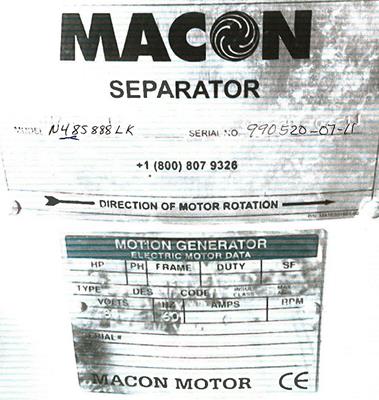 MACON
SEPARATOR
MODEL N485888LK SERIAL NO. 990520-07-11
+1 (800) 807 9326
DIRECTION OF MOTOR ROTATION
MOTION GENERATOR
ELECTRIC MOTOR DATA
HP PH FRAME DUTY SF
TYPE DES CODE
VOLTS HZ AMPS RPM
60
SERIAL#
MACON MOTOR CE